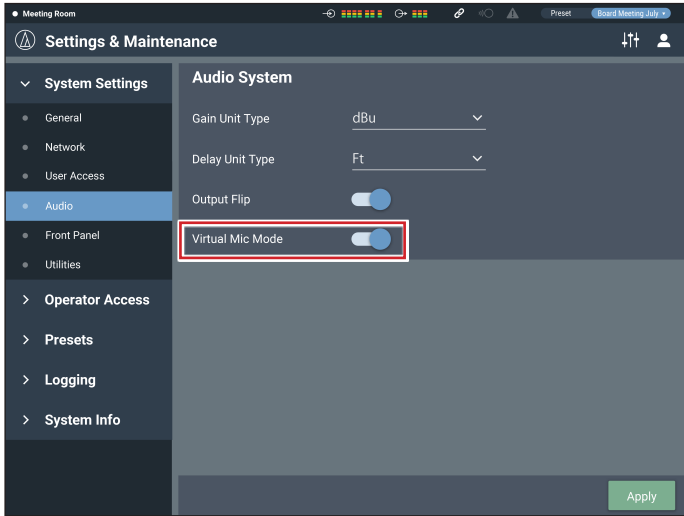 Meeting Room
Preset
Board Meeting July
Settings & Maintenance
System Settings
General
Network
User Access
Audio
Front Panel
Utilities
Operator Access
Presets
Logging
System Info
Audio System
Gain Unit Type
dBu
Delay Unit Type
Ft
Output Flip
Virtual Mic Mode
Apply